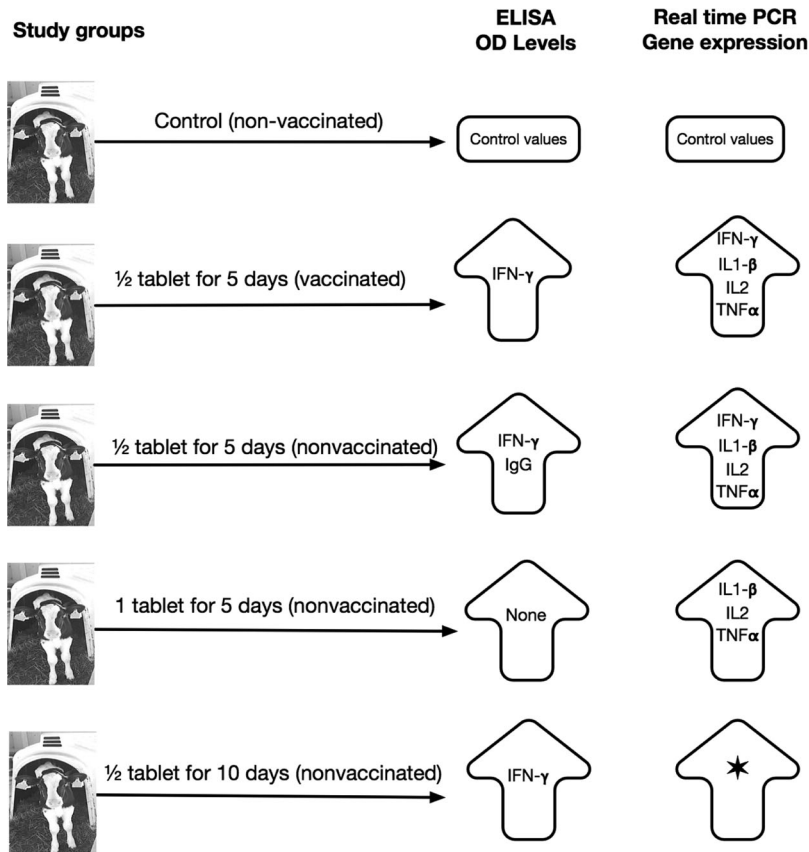 Study groups
ELISA
OD Levels
Real time PCR
Gene expression
Control (non-vaccinated)
Control values
Control values
½ tablet for 5 days (vaccinated)
IFN-γ
IFN-γ
IL1-β
IL2
TNFα
½ tablet for 5 days (nonvaccinated)
IFN-γ
IgG
IFN-γ
IL1-β
IL2
TNFα
1 tablet for 5 days (nonvaccinated)
None
IL1-β
IL2
TNFα
½ tablet for 10 days (nonvaccinated)
IFN-γ